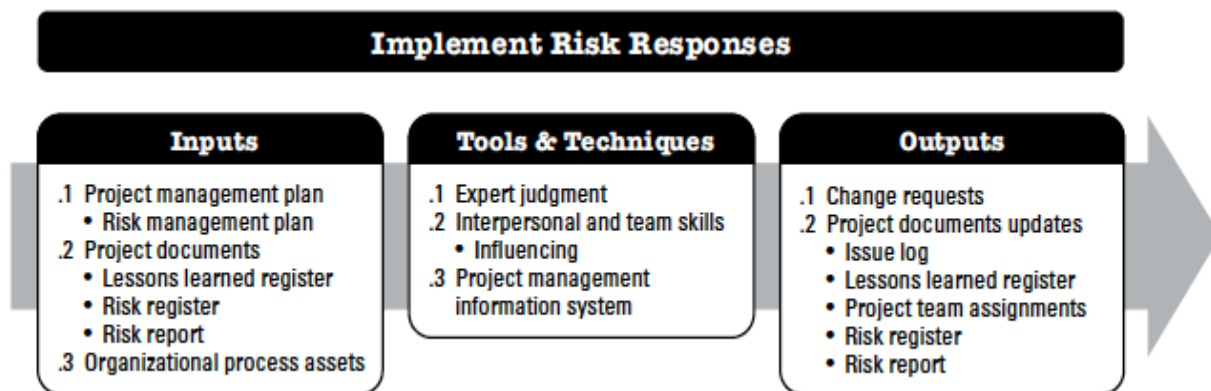 Implement Risk Responses
Inputs
.1 Project management plan
• Risk management plan
.2 Project documents
• Lessons learned register
• Risk register
• Risk report
.3 Organizational process assets
Tools & Techniques
.1 Expert judgment
.2 Interpersonal and team skills
• Influencing
.3 Project management
information system
Outputs
.1 Change requests
.2 Project documents updates
• Issue log
• Lessons learned register
• Project team assignments
• Risk register
• Risk report